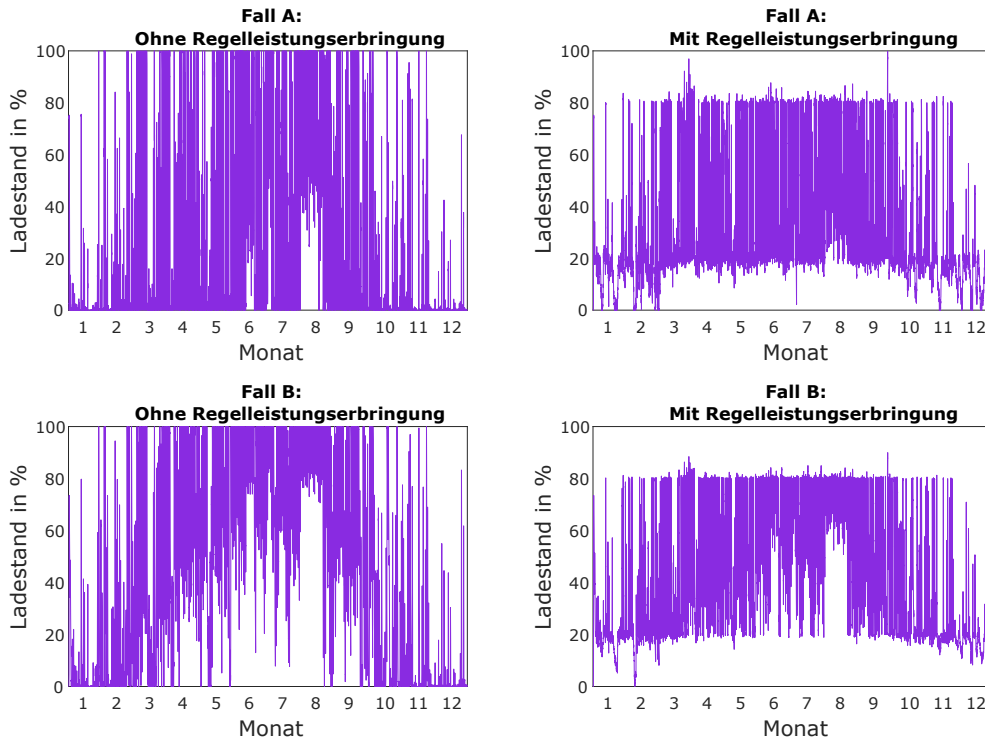 Fall A:
Ohne Regelleistungserbringung
Ladestand in %
100
80
60
40
20
0
1 2 3 4 5 6 7 8 9 10 11 12
Monat
Fall A:
Mit Regelleistungserbringung
Ladestand in %
100
80
60
40
20
0
1 2 3 4 5 6 7 8 9 10 11 12
Monat
Fall B:
Ohne Regelleistungserbringung
Ladestand in %
100
80
60
40
20
0
1 2 3 4 5 6 7 8 9 10 11 12
Monat
Fall B:
Mit Regelleistungserbringung
Ladestand in %
100
80
60
40
20
0
1 2 3 4 5 6 7 8 9 10 11 12
Monat